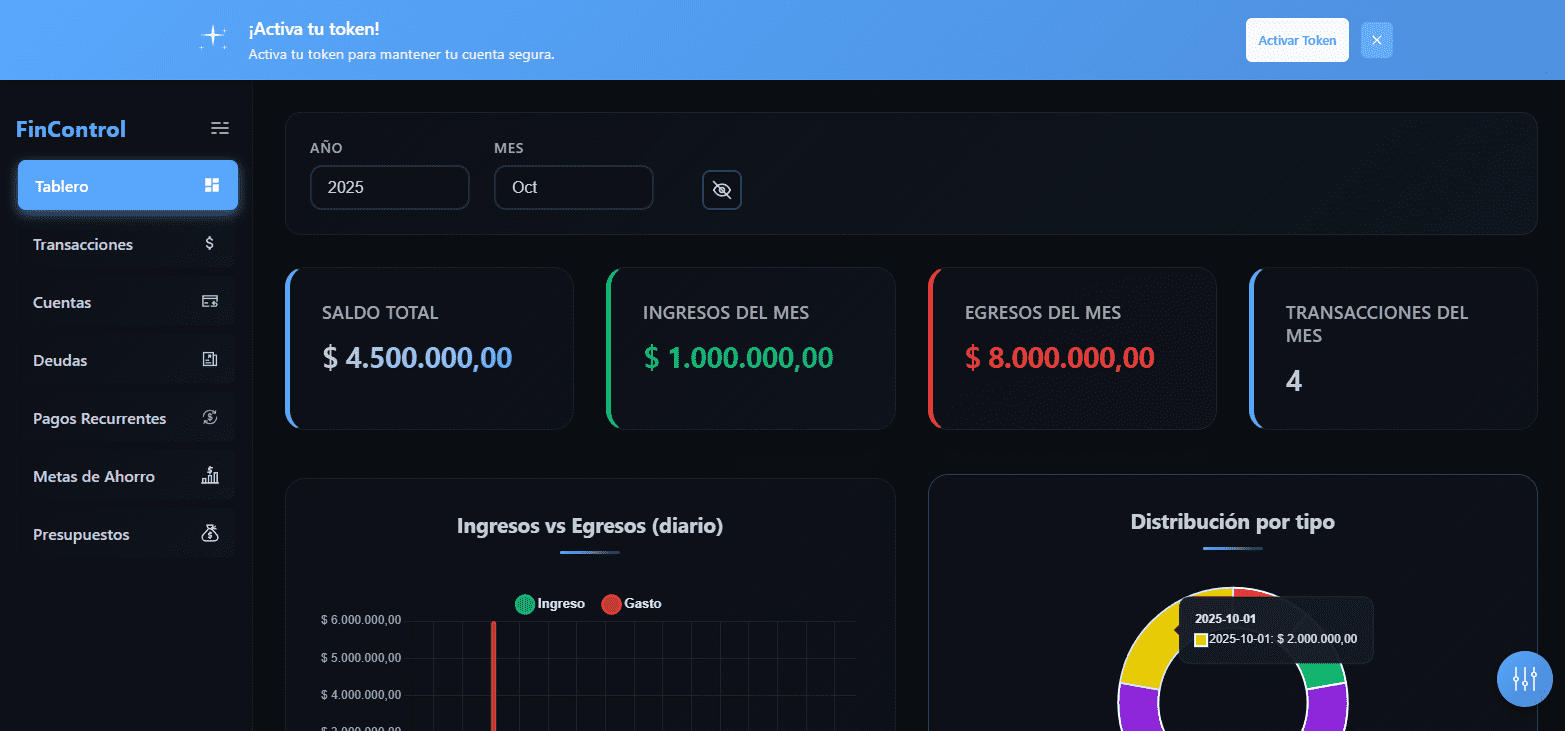 ¡Activa tu token!
Activa tu token para mantener tu cuenta segura.
Activar Token
FinControl
Tablero
Transacciones
Cuentas
Deudas
Pagos Recurrentes
Metas de Ahorro
Presupuestos
AÑO
MES
2025
Oct
SALDO TOTAL
$ 4.500.000,00
INGRESOS DEL MES
$ 1.000.000,00
EGRESOS DEL MES
$ 8.000.000,00
TRANSACCIONES DEL
MES
4
Ingresos vs Egresos (diario)
Ingreso
Gasto
$ 6.000.000,00
$ 5.000.000,00
$ 4.000.000,00
$ 3.000.000,00
Distribución por tipo
2025-10-01
2025-10-01: $ 2.000.000,00